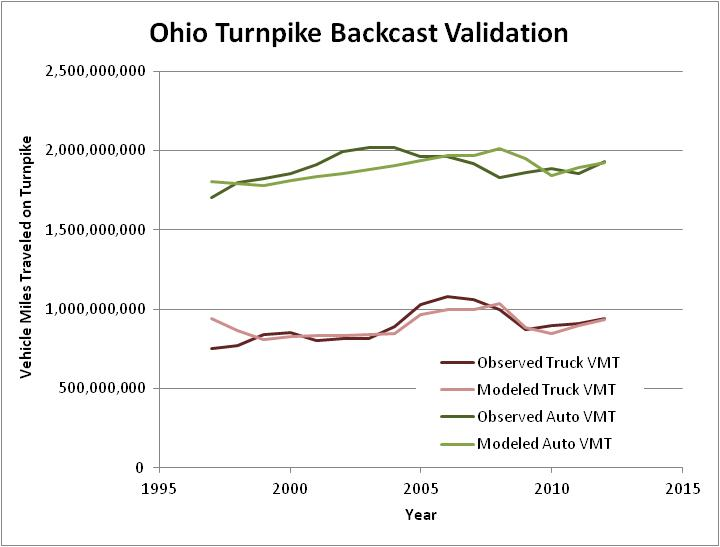 Ohio Turnpike Backcast Validation
Vehicle Miles Traveled on Turnpike
2,500,000,000
2,000,000,000
1,500,000,000
1,000,000,000
500,000,000
0
Observed Truck VMT
Modeled Truck VMT
Observed Auto VMT
Modeled Auto VMT
1995 2000 2005 2010 2015
Year